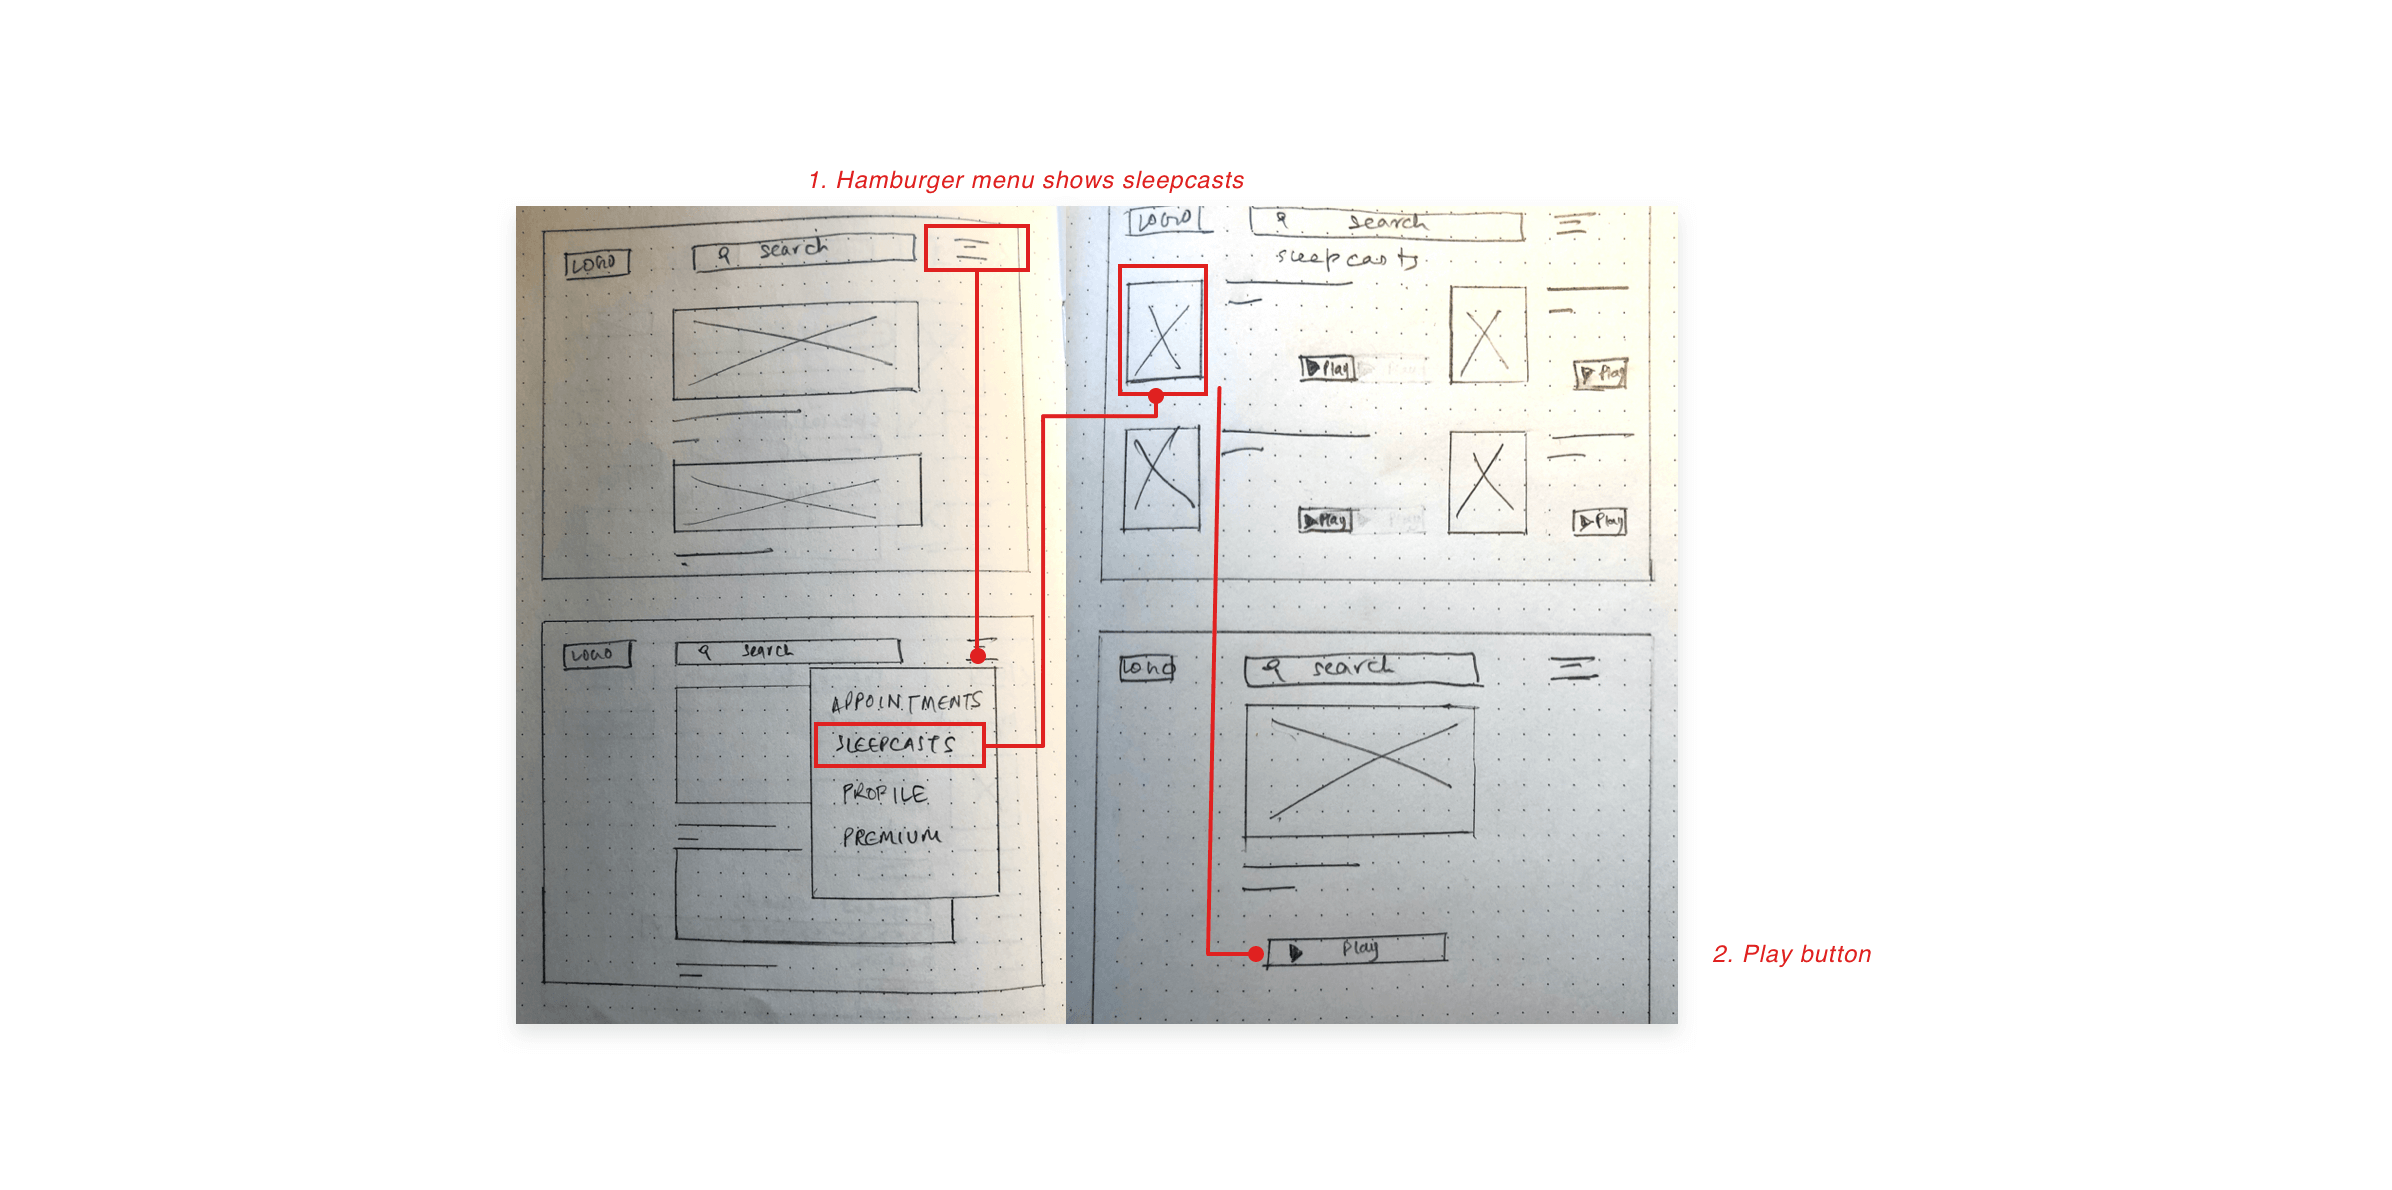 1. Hamburger menu shows sleepcasts
LOGO
search
LOGO
search
APPOINTMENTS
SLEEPCASTS
PROFILE
PREMIUM
LOGO
search
sleepcasts
Play
Play
Play
Play
LOGO
search
Play
2. Play button